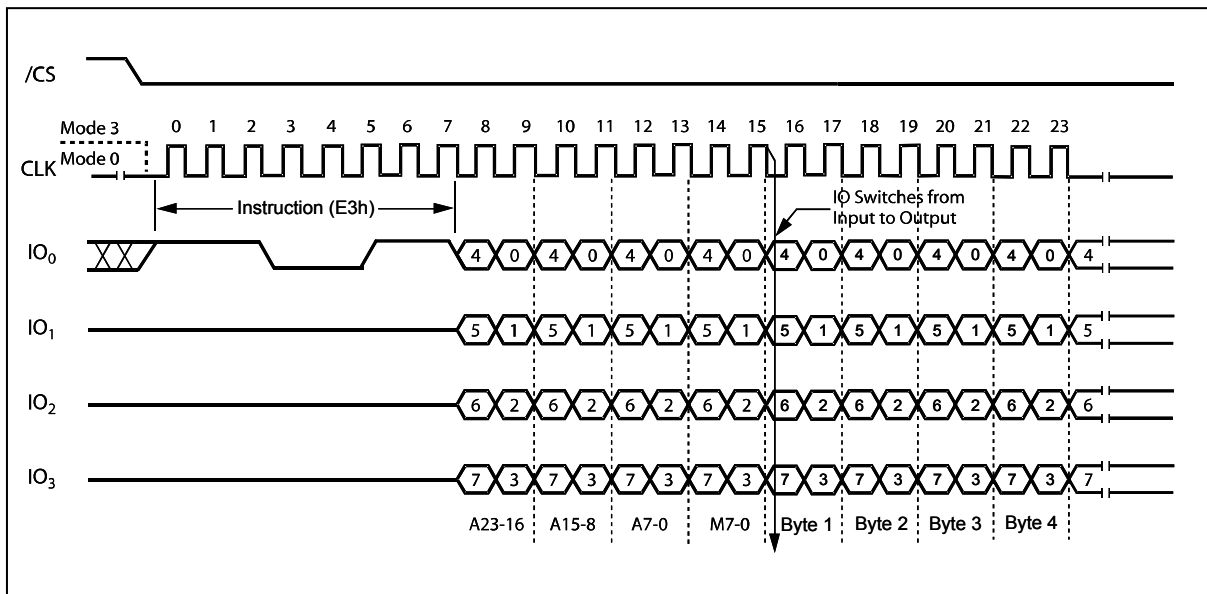 /CS
Mode 3
0 1 2 3 4 5 6 7 8 9 10 11 12 13 14 15 16 17 18 19 20 21 22 23
CLK
Mode 0
Instruction (E3h)
IO Switches from
Input to Output
IO0
4 0 4 0 4 0 4 0 4 0 4 0 4 0 4 0 4
IO1
5 1 5 1 5 1 5 1 5 1 5 1 5 1 5 1 5
IO2
6 2 6 2 6 2 6 2 6 2 6 2 6 2 6 2 6
IO3
7 3 7 3 7 3 7 3 7 3 7 3 7 3 7 3 7
A23-16 A15-8 A7-0 M7-0 Byte 1 Byte 2 Byte 3 Byte 4